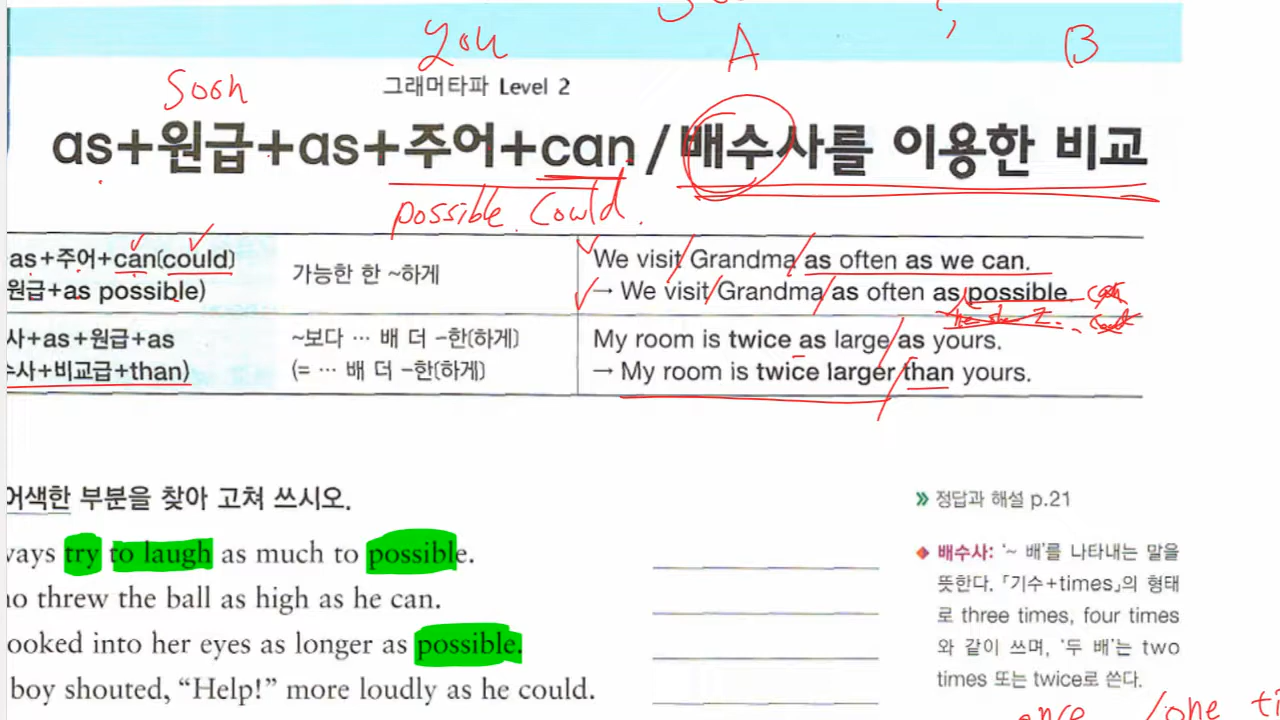 you A B
soon
그래머타파 Level 2
as+원급+as+주어+can / 배수사를 이용한 비교
possible. could.
as+주어+can(could) 가능한 한 ~하게 We visit Grandma as often as we can.
원급+as possible) → We visit Grandma as often as possible.
사+as+원급+as ~보다 … 배 더 -한(하게) My room is twice as large as yours.
사+비교급+than) (= … 배 더 -한(하게) → My room is twice larger than yours.
어색한 부분을 찾아 고쳐 쓰시오.
정답과 해설 p.21
ways try to laugh as much to possible.
no threw the ball as high as he can.
ooked into her eyes as longer as possible.
boy shouted, “Help!” more loudly as he could.
배수사: ‘~ 배’를 나타내는 말을
뜻한다. 「기수+times」의 형태
로 three times, four times
와 같이 쓰며, ‘두 배’는 two
times 또는 twice로 쓴다.
once /one ti